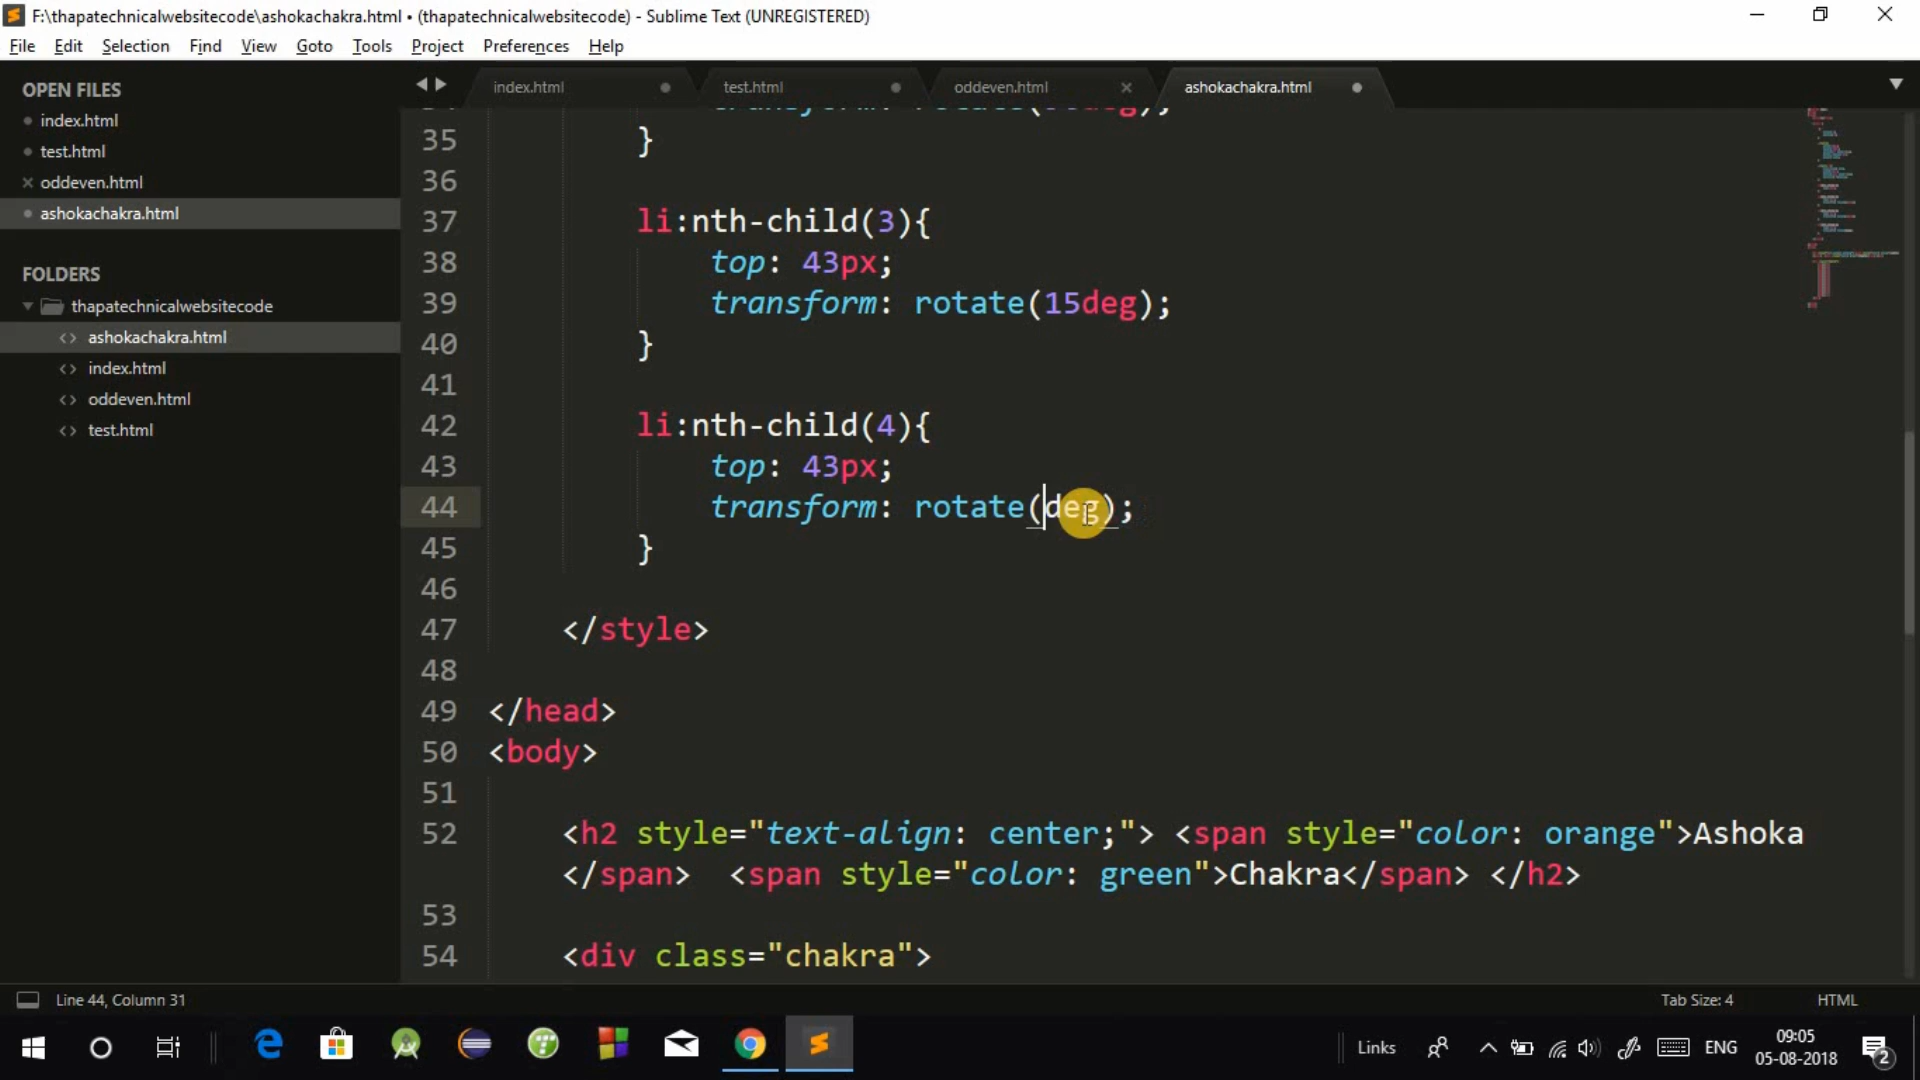 F:\thapatechnicalwebsitecode\ashokachakra.html • (thapatechnicalwebsitecode) - Sublime Text (UNREGISTERED)
File Edit Selection Find View Goto Tools Project Preferences Help
OPEN FILES
index.html
test.html
oddeven.html
ashokachakra.html
FOLDERS
thapatechnicalwebsitecode
<> ashokachakra.html
<> index.html
<> oddeven.html
<> test.html
index.html test.html oddeven.html ashokachakra.html
35 }
36
37 li:nth-child(3){
38 top: 43px;
39 transform: rotate(15deg);
40 }
41
42 li:nth-child(4){
43 top: 43px;
44 transform: rotate(deg);
45 }
46
47 </style>
48
49 </head>
50 <body>
51
52 <h2 style="text-align: center;"> <span style="color: orange">Ashoka
</span>  <span style="color: green">Chakra</span> </h2>
53
54 <div class="chakra">
Line 44, Column 31
Tab Size: 4 HTML
Links ENG 09:05
05-08-2018
2